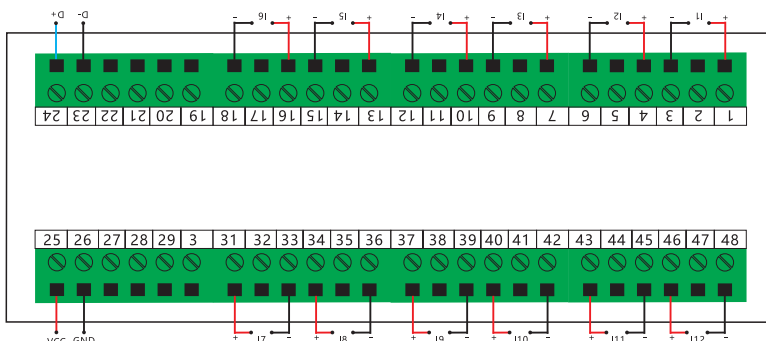 D+ D- - I6 + - I5 + - I4 + - I3 + - I2 + - I1 +
24 23 22 21 20 19 18 17 16 15 14 13 12 11 10 9 8 7 6 5 4 3 2 1
25 26 27 28 29 3 31 32 33 34 35 36 37 38 39 40 41 42 43 44 45 46 47 48
VCC GND + I7 - + I8 - + I9 - + I10 - + I11 - + I12 -